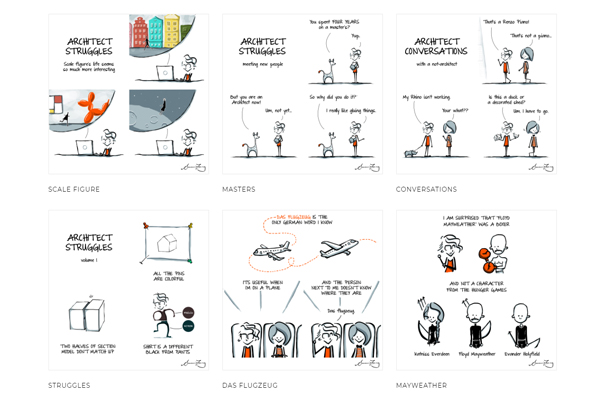 ARCHITECT
STRUGGLES
Scale figure's life seems
so much more interesting
SCALE FIGURE
ARCHITECT
STRUGGLES
meeting new people
You spent FOUR YEARS
on a master's?
Yup.
But you are an
Architect now!
Um, not yet..
So why did you do it?
I really like gluing things.
MASTERS
ARCHITECT
CONVERSATIONS
with a not-architect
That's a Renzo Piano!
That's not a piano..
My Rhino isn't working.
Your what??
Is this a duck or
a decorated shed?
Um, I have to go.
CONVERSATIONS
ARCHITECT
STRUGGLES
volume 1
ALL THE PINS
ARE COLORFUL
TWO HALVES OF SECTION
MODEL DON'T MATCH UP
SHIRT IS A DIFFERENT
BLACK FROM PANTS
STRUGGLES
DAS FLUGZEUG IS THE
ONLY GERMAN WORD I KNOW
IT'S USEFUL WHEN
I'M ON A PLANE
AND THE PERSON
NEXT TO ME DOESN'T KNOW
WHERE THEY ARE
Das flugzeug
DAS FLUGZEUG
I AM SURPRISED THAT FLOYD
MAYWEATHER WAS A BOXER
AND NOT A CHARACTER
FROM THE HUNGER GAMES
Katniss Everdeen
Floyd Mayweather
Evander Holyfield
MAYWEATHER